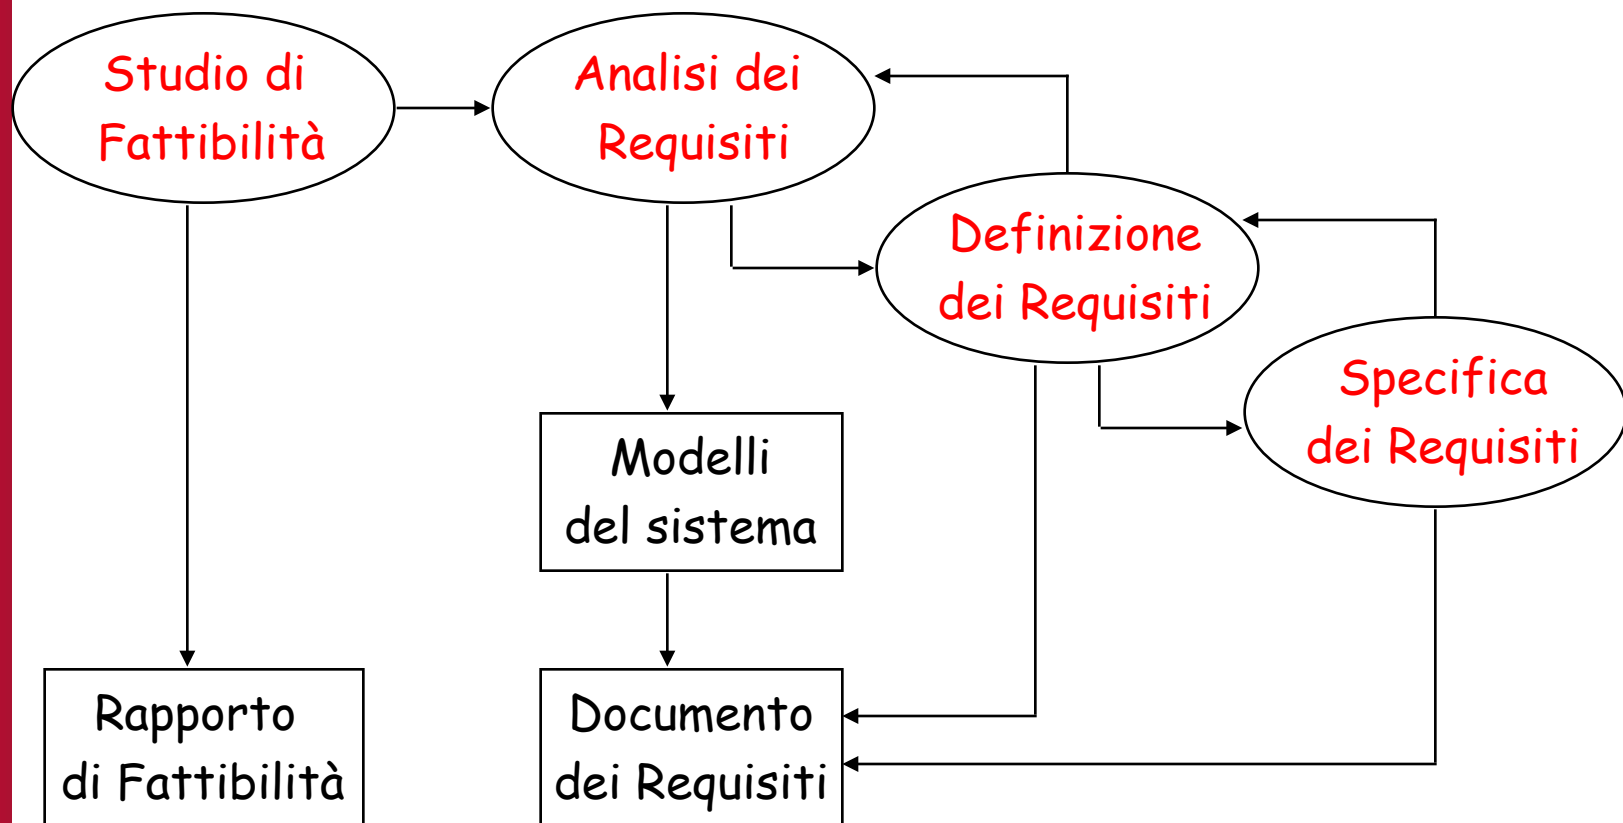 Studio di
Fattibilità
Analisi dei
Requisiti
Definizione
dei Requisiti
Specifica
dei Requisiti
Modelli
del sistema
Rapporto
di Fattibilità
Documento
dei Requisiti